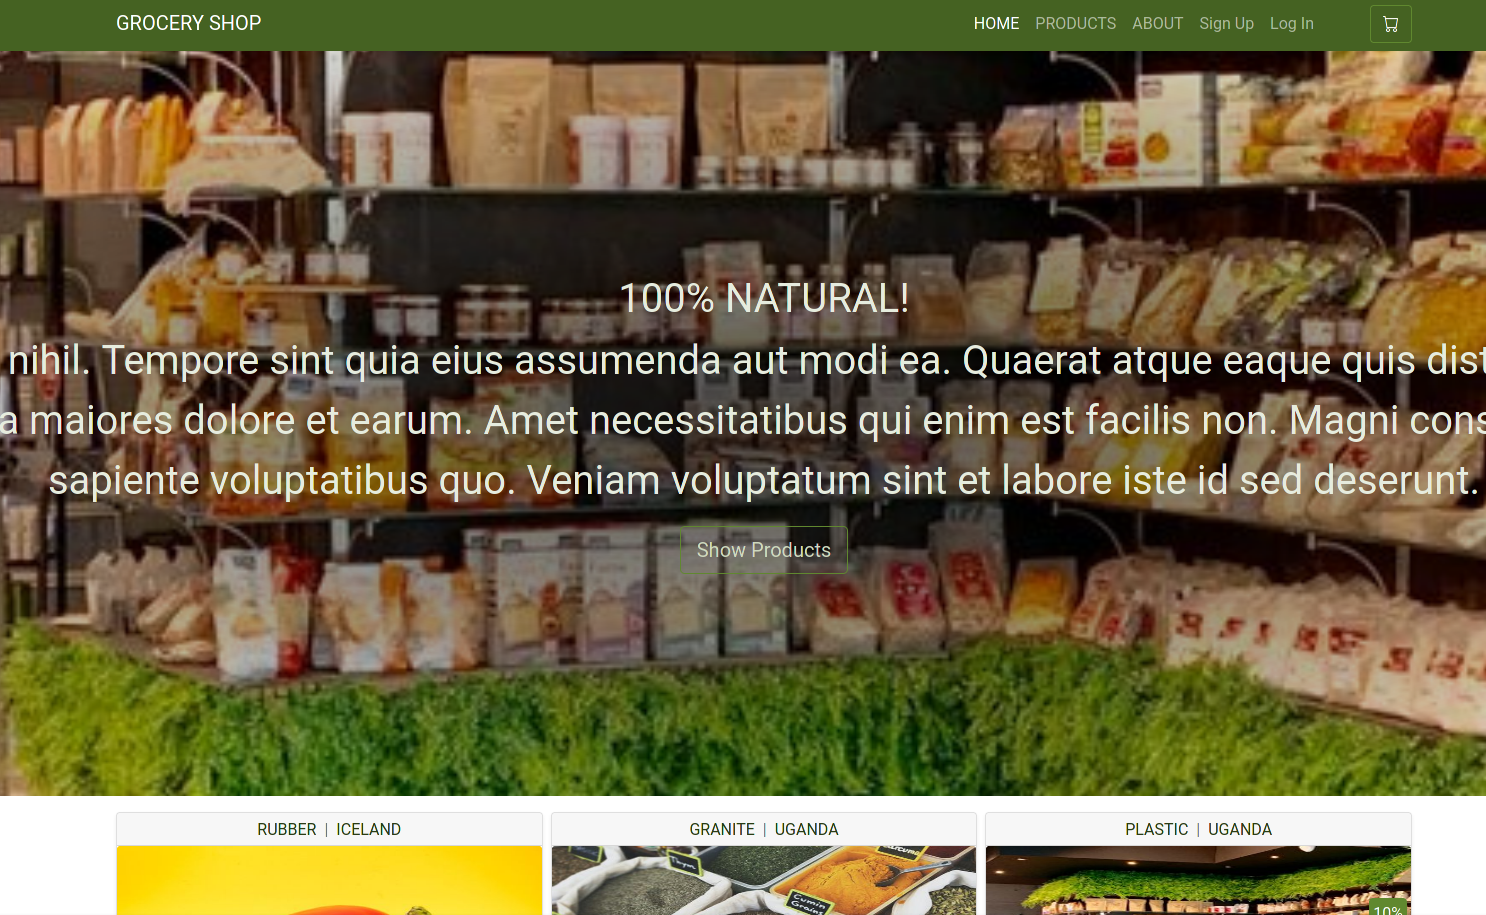 GROCERY SHOP
HOME PRODUCTS ABOUT Sign Up Log In
100% NATURAL!
nihil. Tempore sint quia eius assumenda aut modi ea. Quaerat atque eaque quis dist
a maiores dolore et earum. Amet necessitatibus qui enim est facilis non. Magni cons
sapiente voluptatibus quo. Veniam voluptatum sint et labore iste id sed deserunt.
Show Products
RUBBER | ICELAND
GRANITE | UGANDA
PLASTIC | UGANDA
Thyme
Cumin
Grains
10%